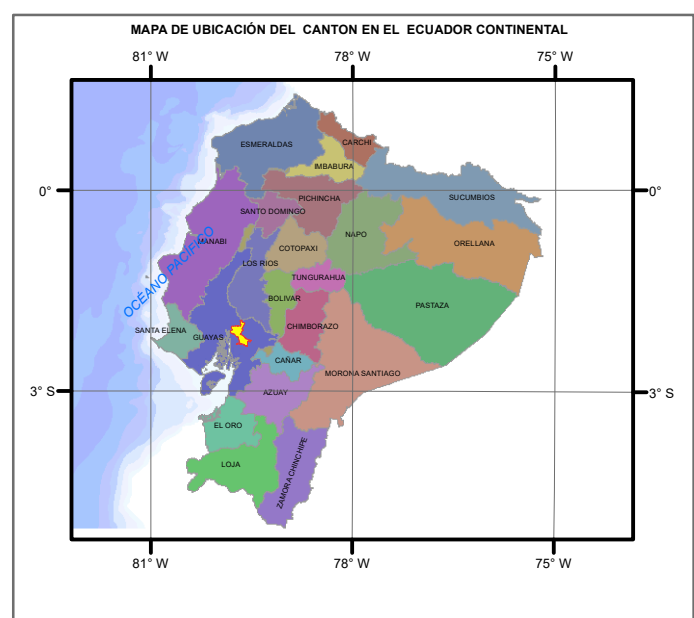 MAPA DE UBICACIÓN DEL CANTON EN EL ECUADOR CONTINENTAL
81° W
78° W
75° W
ESMERALDAS
CARCHI
IMBABURA
0°
0°
PICHINCHA
SUCUMBIOS
SANTO DOMINGO
NAPO
MANABI
ORELLANA
COTOPAXI
LOS RIOS
OCÉANO PACÍFICO
TUNGURAHUA
BOLIVAR
PASTAZA
SANTA ELENA
CHIMBORAZO
GUAYAS
CAÑAR
MORONA SANTIAGO
3° S
3° S
AZUAY
EL ORO
LOJA
ZAMORA CHINCHIPE
81° W
78° W
75° W